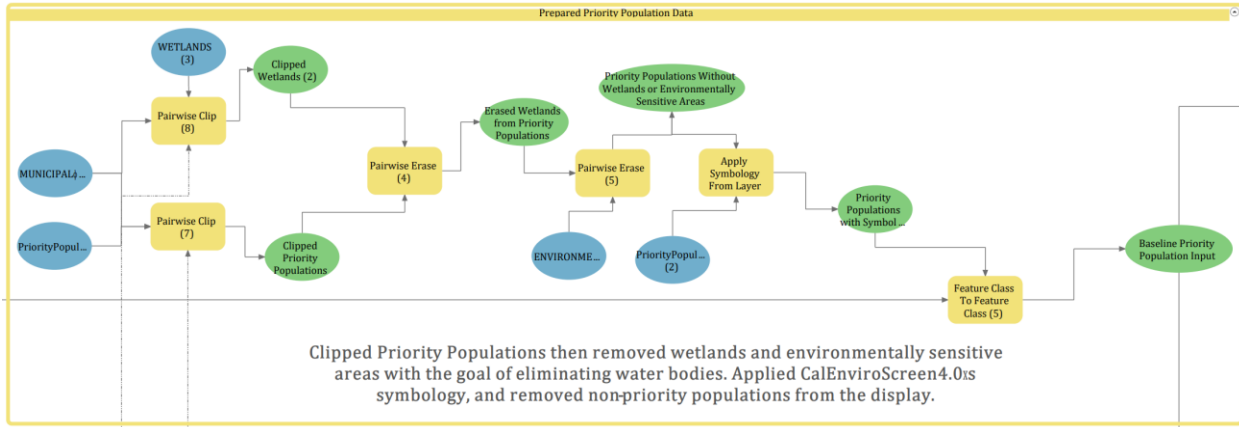 Prepared Priority Population Data
WETLANDS
(3)
Clipped
Wetlands (2)
Priority Populations Without
Wetlands or Environmentally
Sensitive Areas
Pairwise Clip
(8)
Erased Wetlands
from Priority
Populations
MUNICIPAL...
Pairwise Erase
(4)
Pairwise Erase
(5)
Apply
Symbology
From Layer
Priority
Populations
with Symbol...
PriorityPopul...
Pairwise Clip
(7)
Clipped
Priority
Populations
ENVIRONME...
PriorityPopul...
(2)
Baseline Priority
Population Input
Feature Class
To Feature
Class (5)
Clipped Priority Populations then removed wetlands and environmentally sensitive
areas with the goal of eliminating water bodies. Applied CalEnviroScreen4.0s
symbology, and removed non-priority populations from the display.